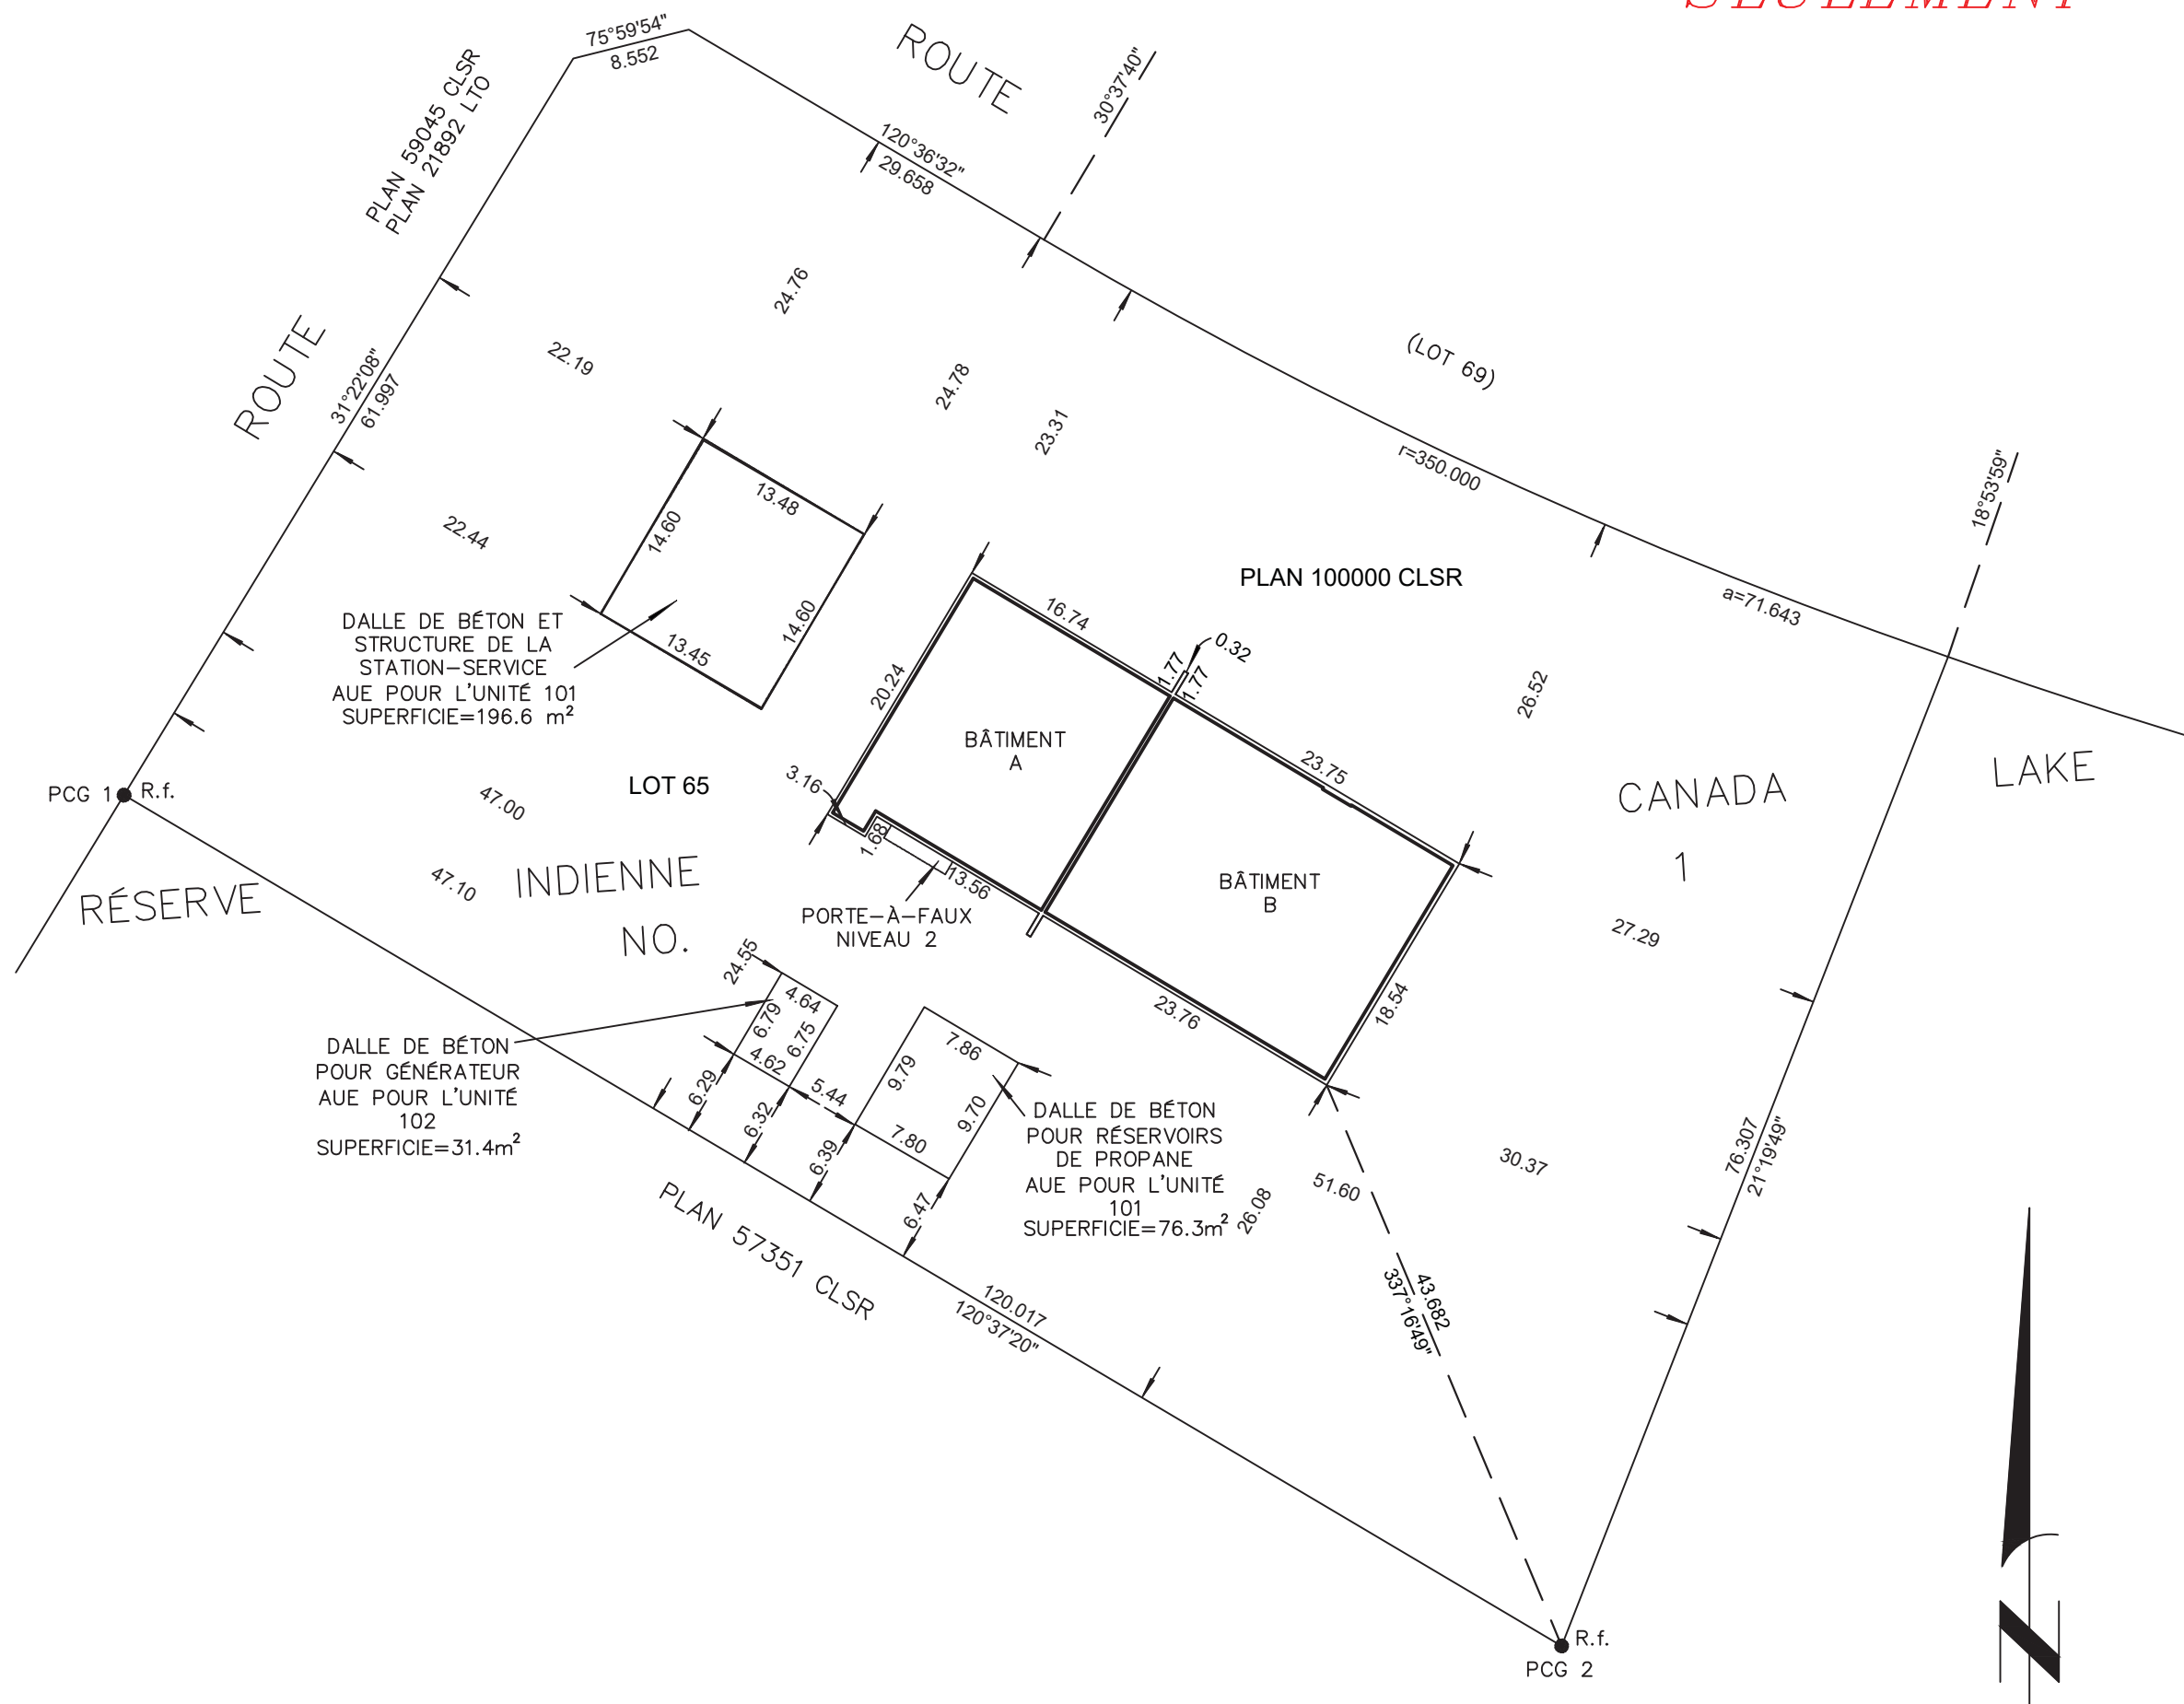 SEULEMENT
75°59'54"
8.552
ROUTE
30°37'40"
PLAN 59045 CLSR
PLAN 21892 LTO
120°36'32"
29.658
24.76
(LOT 69)
22.19
24.78
23.31
ROUTE
31°22'08"
61.997
r=350.000
18°53'59"
13.48
14.60
22.44
PLAN 100000 CLSR
a=71.643
DALLE DE BÉTON ET
STRUCTURE DE LA
STATION-SERVICE
AUE POUR L'UNITÉ 101
SUPERFICIE=196.6 m²
14.60
13.45
16.74
0.32
1.77
1.77
20.24
26.52
BÂTIMENT
A
23.75
3.16
LOT 65
PCG 1
R.f.
47.00
CANADA
1
LAKE
1.68
13.56
BÂTIMENT
B
47.10
INDIENNE
RÉSERVE
NO.
PORTE-À-FAUX
NIVEAU 2
27.29
24.55
4.64
6.79
6.75
4.62
23.76
18.54
DALLE DE BÉTON
POUR GÉNÉRATEUR
AUE POUR L'UNITÉ
102
SUPERFICIE=31.4m²
6.29
6.32
5.44
7.86
9.79
9.70
7.80
6.39
6.47
DALLE DE BÉTON
POUR RÉSERVOIRS
DE PROPANE
AUE POUR L'UNITÉ
101
SUPERFICIE=76.3m²
26.08
51.60
30.37
76.307
21°19'49"
PLAN 57351 CLSR
120.017
120°37'20"
43.682
337°16'49"
R.f.
PCG 2
N